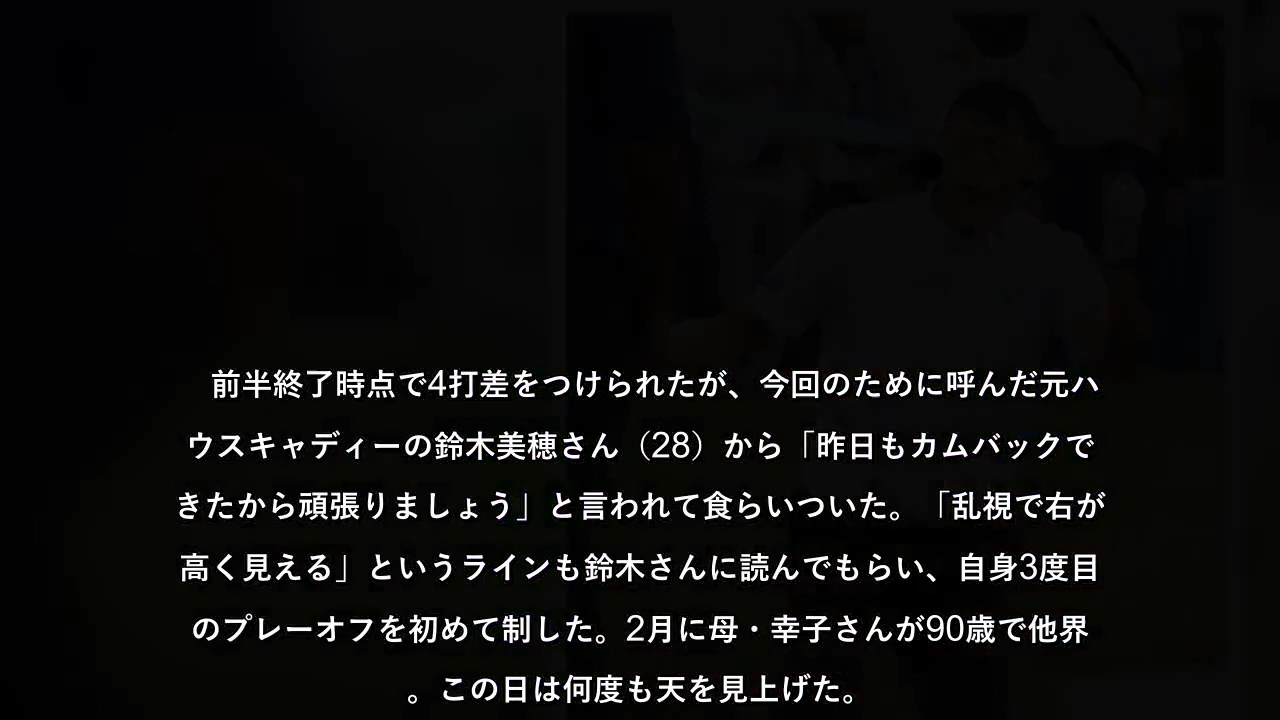 前半終了時点で4打差をつけられたが、今回のために呼んだ元ハ
ウスキャディーの鈴木美穂さん（28）から「昨日もカムバックで
きたから頑張りましょう」と言われて食らいついた。「乱視で右が
高く見える」というラインも鈴木さんに読んでもらい、自身3度目
のプレーオフを初めて制した。2月に母・幸子さんが90歳で他界
。この日は何度も天を見上げた。